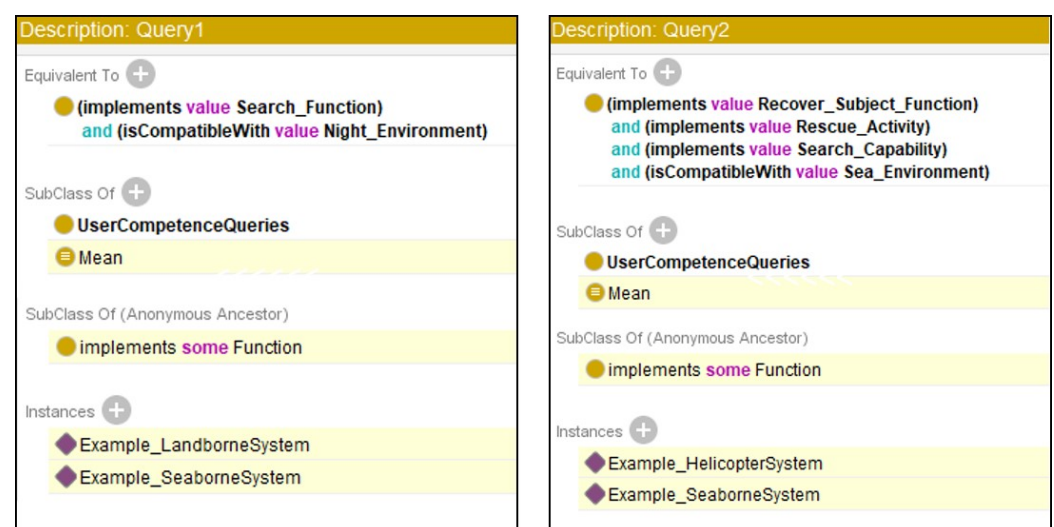 Description: Query1
Equivalent To
(implements value Search_Function)
and (isCompatibleWith value Night_Environment)
SubClass Of
UserCompetenceQueries
Mean
SubClass Of (Anonymous Ancestor)
implements some Function
Instances
Example_LandborneSystem
Example_SeaborneSystem
Description: Query2
Equivalent To
(implements value Recover_Subject_Function)
and (implements value Rescue_Activity)
and (implements value Search_Capability)
and (isCompatibleWith value Sea_Environment)
SubClass Of
UserCompetenceQueries
Mean
SubClass Of (Anonymous Ancestor)
implements some Function
Instances
Example_HelicopterSystem
Example_SeaborneSystem